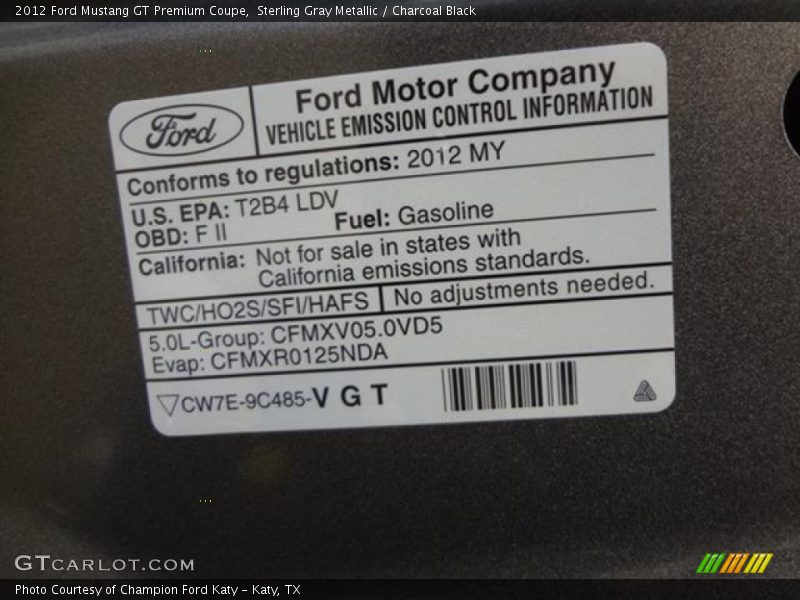 2012 Ford Mustang GT Premium Coupe, Sterling Gray Metallic / Charcoal Black
Ford
Ford Motor Company
VEHICLE EMISSION CONTROL INFORMATION
Conforms to regulations: 2012 MY
U.S. EPA: T2B4 LDV
OBD: F II
Fuel: Gasoline
California: Not for sale in states with
California emissions standards.
TWC/HO2S/SFI/HAFS
No adjustments needed.
5.0L-Group: CFMXV05.0VD5
Evap: CFMXR0125NDA
CW7E-9C485-V G T
GTCARLOT.COM
Photo Courtesy of Champion Ford Katy - Katy, TX